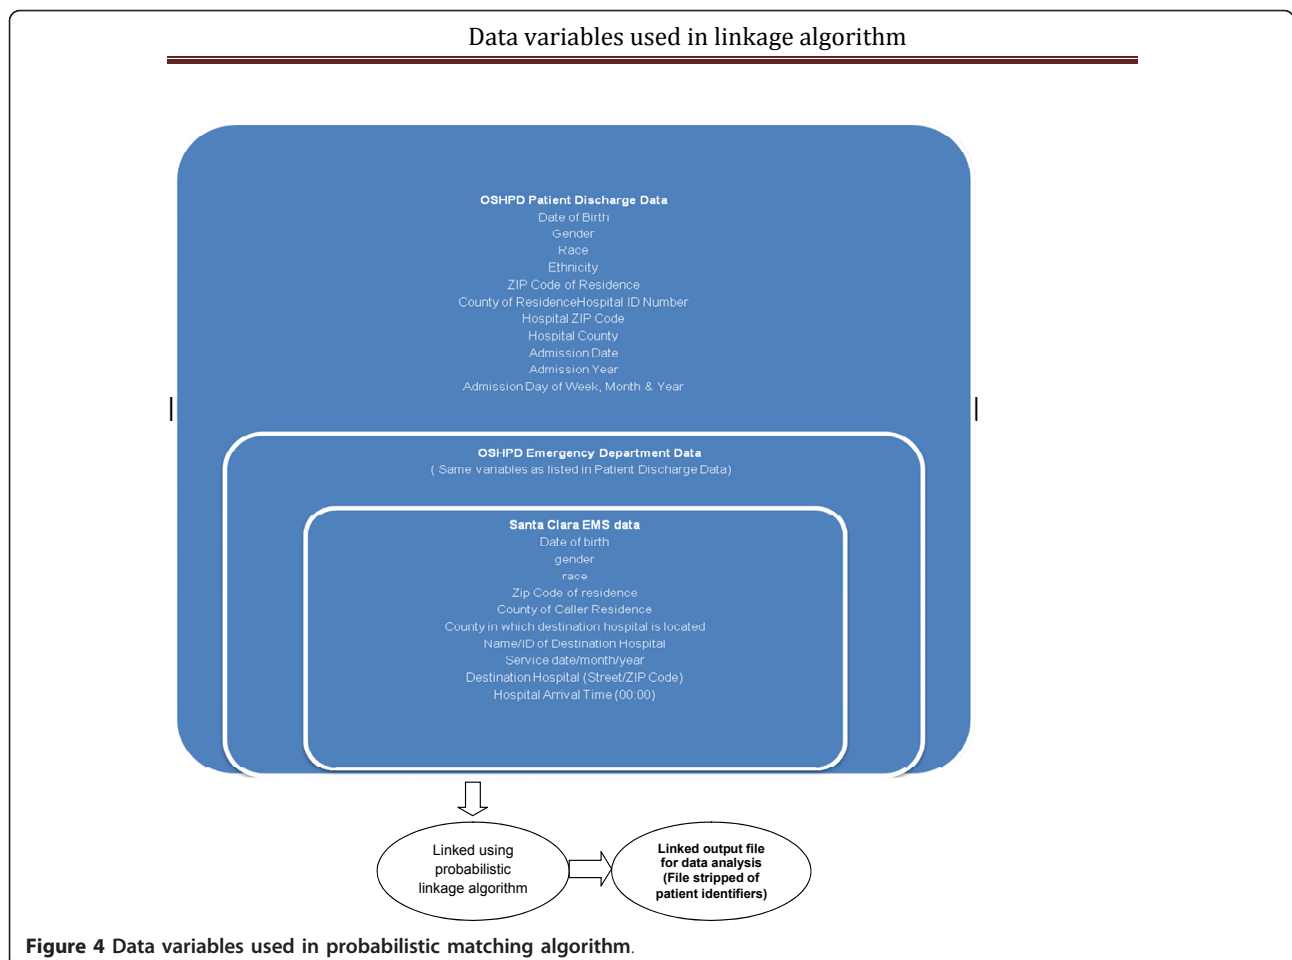 Data variables used in linkage algorithm
OSHPD Patient Discharge Data
Date of Birth
Gender
Race
Ethnicity
ZIP Code of Residence
County of ResidenceHospital ID Number
Hospital ZIP Code
Hospital County
Admission Date
Admission Year
Admission Day of Week, Month & Year
OSHPD Emergency Department Data
( Same variables as listed in Patient Discharge Data)
Santa Clara EMS data
Date of birth
gender
race
Zip Code of residence
County of Caller Residence
County in which destination hospital is located
Name/ID of Destination Hospital
Service date/month/year
Destination Hospital (Street/ZIP Code)
Hospital Arrival Time (00:00)
Linked using
probabilistic
linkage algorithm
Linked output file
for data analysis
(File stripped of
patient identifiers)
Figure 4 Data variables used in probabilistic matching algorithm.